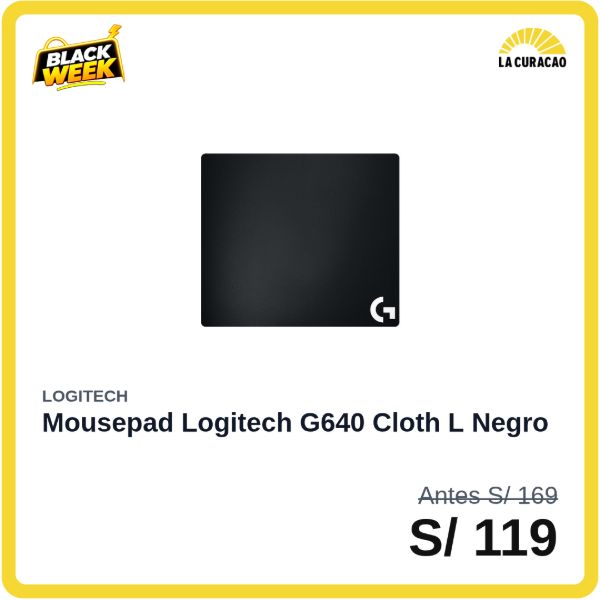 BLACK
WEEK
LA CURACAO
G
LOGITECH
Mousepad Logitech G640 Cloth L Negro
Antes S/ 169
S/ 119